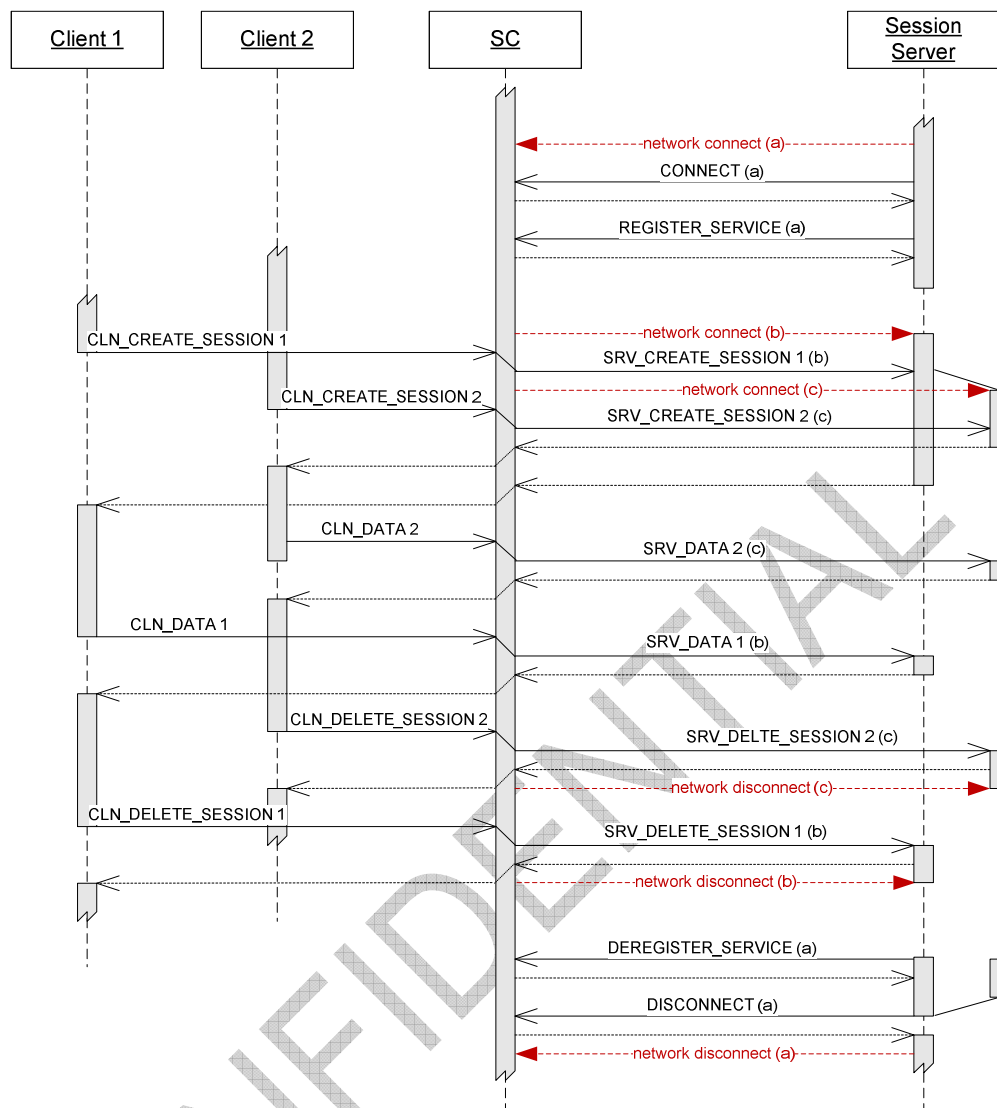 Client 1
Client 2
SC
Session
Server
network connect (a)
CONNECT (a)
REGISTER_SERVICE (a)
network connect (b)
CLN_CREATE_SESSION 1
SRV_CREATE_SESSION 1 (b)
network connect (c)
CLN_CREATE_SESSION 2
SRV_CREATE_SESSION 2 (c)
CLN_DATA 2
SRV_DATA 2 (c)
CLN_DATA 1
SRV_DATA 1 (b)
CLN_DELETE_SESSION 2
SRV_DELTE_SESSION 2 (c)
network disconnect (c)
CLN_DELETE_SESSION 1
SRV_DELETE_SESSION 1 (b)
network disconnect (b)
DEREGISTER_SERVICE (a)
DISCONNECT (a)
network disconnect (a)
NFIDENTIAL